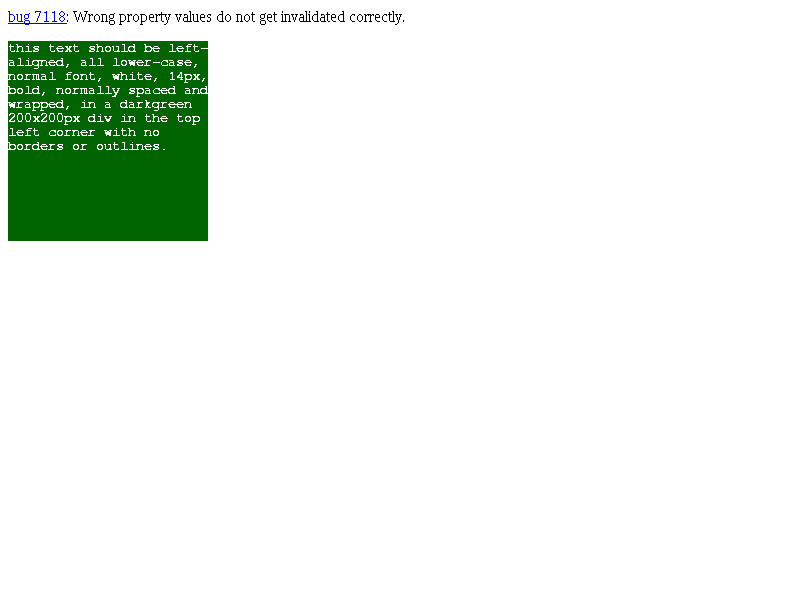 bug 7118: Wrong property values do not get invalidated correctly.
this text should be left-
aligned, all lower-case,
normal font, white, 14px,
bold, normally spaced and
wrapped, in a darkgreen
200x200px div in the top
left corner with no
borders or outlines.